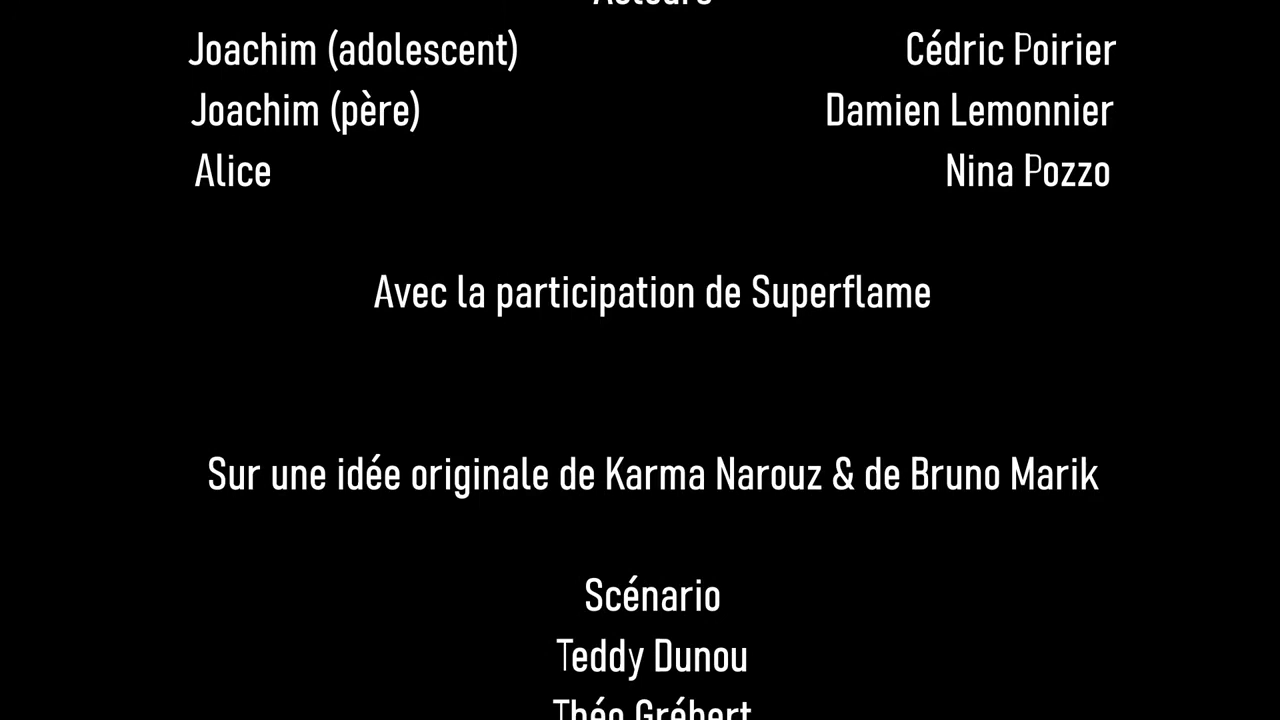 Acteurs
Joachim (adolescent) Cédric Poirier
Joachim (père) Damien Lemonnier
Alice Nina Pozzo
Avec la participation de Superflame
Sur une idée originale de Karma Narouz & de Bruno Marik
Scénario
Teddy Dunou
Théo Grébert